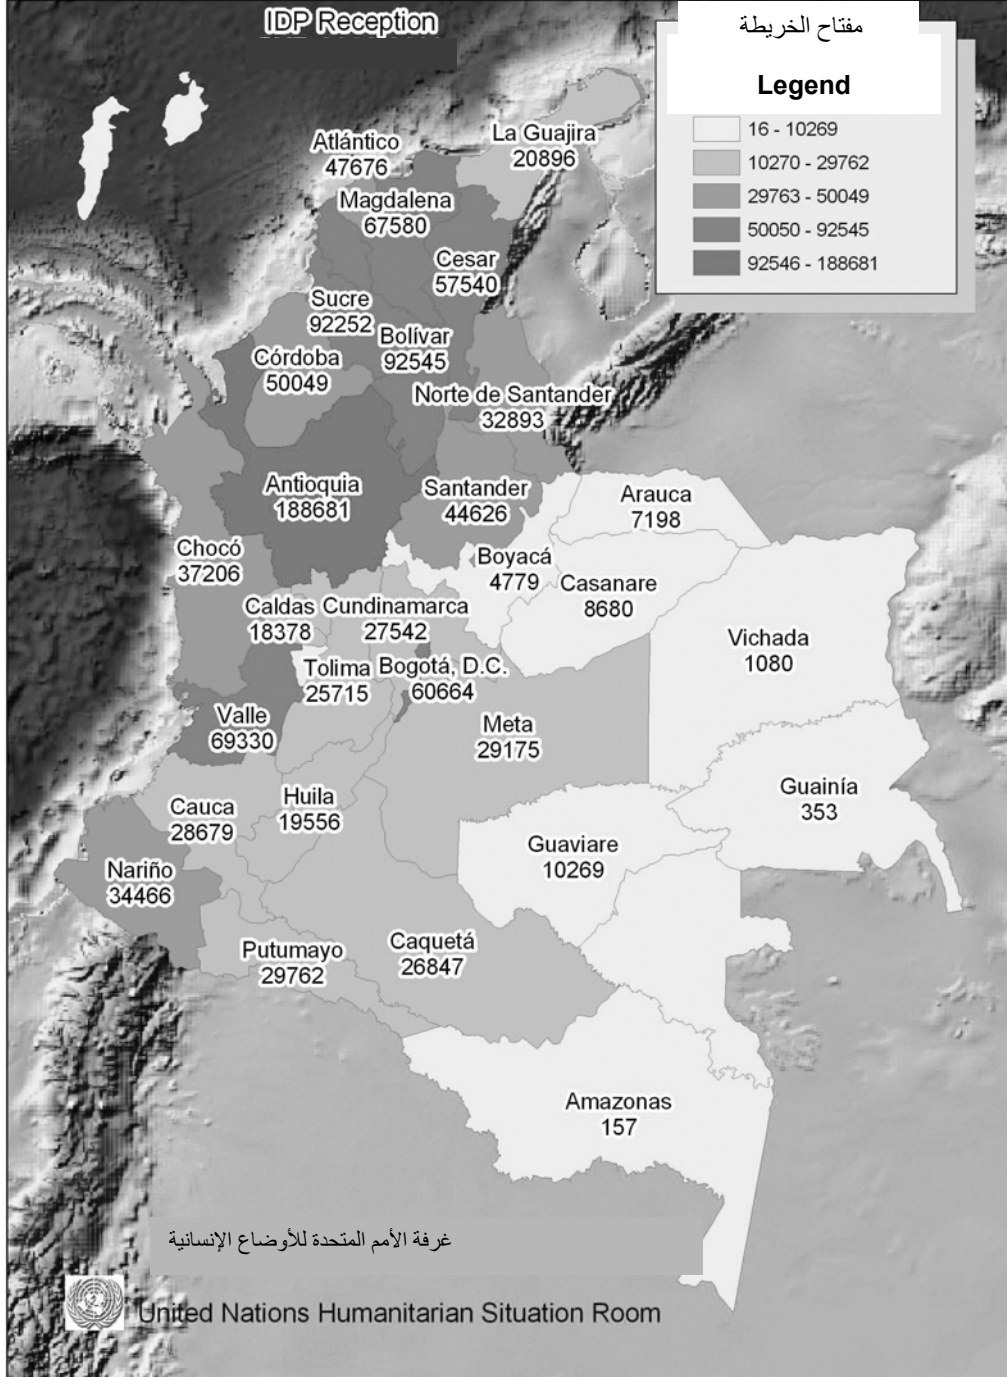 IDP Reception
مفتاح الخريطة
Legend
16 - 10269
10270 - 29762
29763 - 50049
50050 - 92545
92546 - 188681
La Guajira
20896
Atlántico
47676
Magdalena
67580
Cesar
57540
Sucre
92252
Bolívar
92545
Córdoba
50049
Norte de Santander
32893
Antioquia
188681
Santander
44626
Arauca
7198
Chocó
37206
Boyacá
4779
Casanare
8680
Caldas
18378
Cundinamarca
27542
Vichada
1080
Tolima
25715
Bogotá, D.C.
60664
Valle
69330
Meta
29175
Guainía
353
Cauca
28679
Huila
19556
Guaviare
10269
Nariño
34466
Putumayo
29762
Caquetá
26847
Amazonas
157
غرفة الأمم المتحدة للأوضاع الإنسانية
United Nations Humanitarian Situation Room